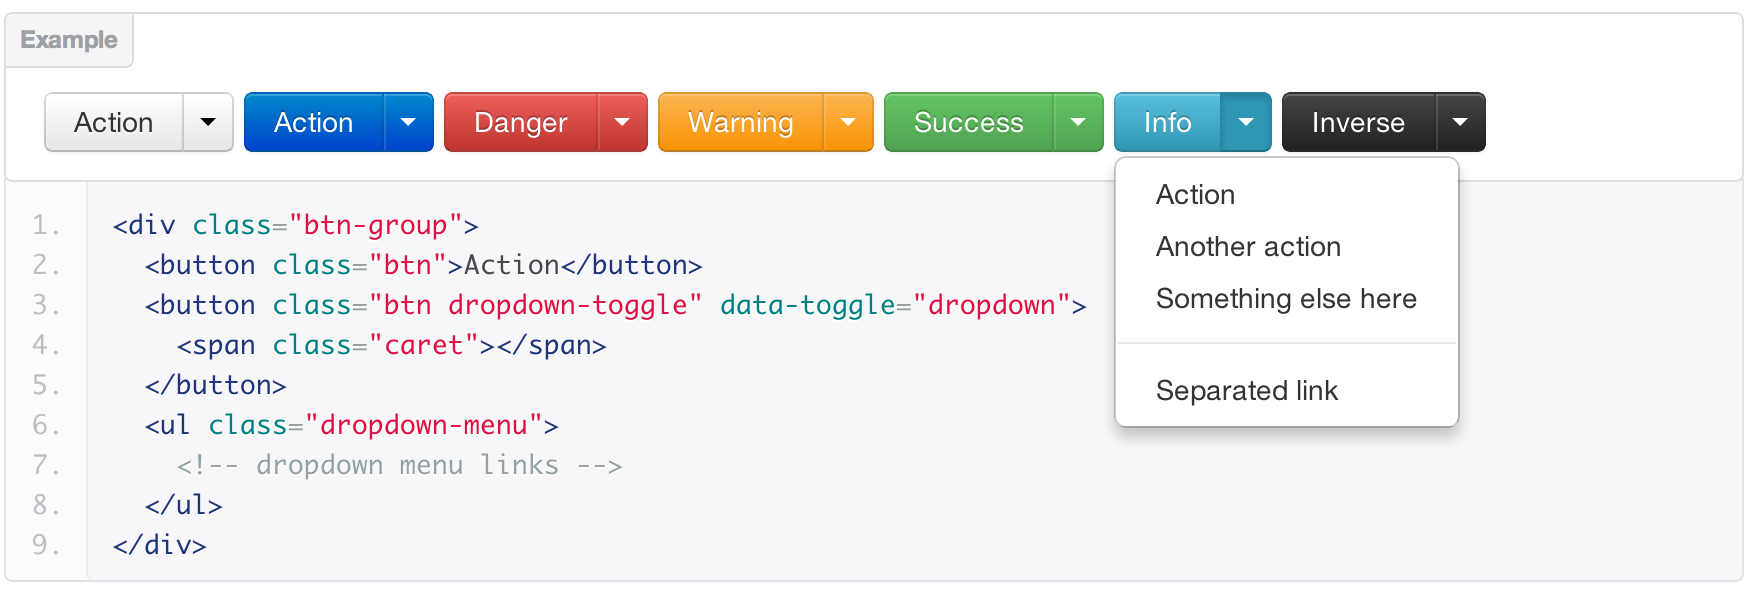 Example
Action Action Danger Warning Success Info Inverse
Action
Another action
Something else here
Separated link
1. <div class="btn-group">
2.   <button class="btn">Action</button>
3.   <button class="btn dropdown-toggle" data-toggle="dropdown">
4.     <span class="caret"></span>
5.   </button>
6.   <ul class="dropdown-menu">
7.     <!-- dropdown menu links -->
8.   </ul>
9. </div>